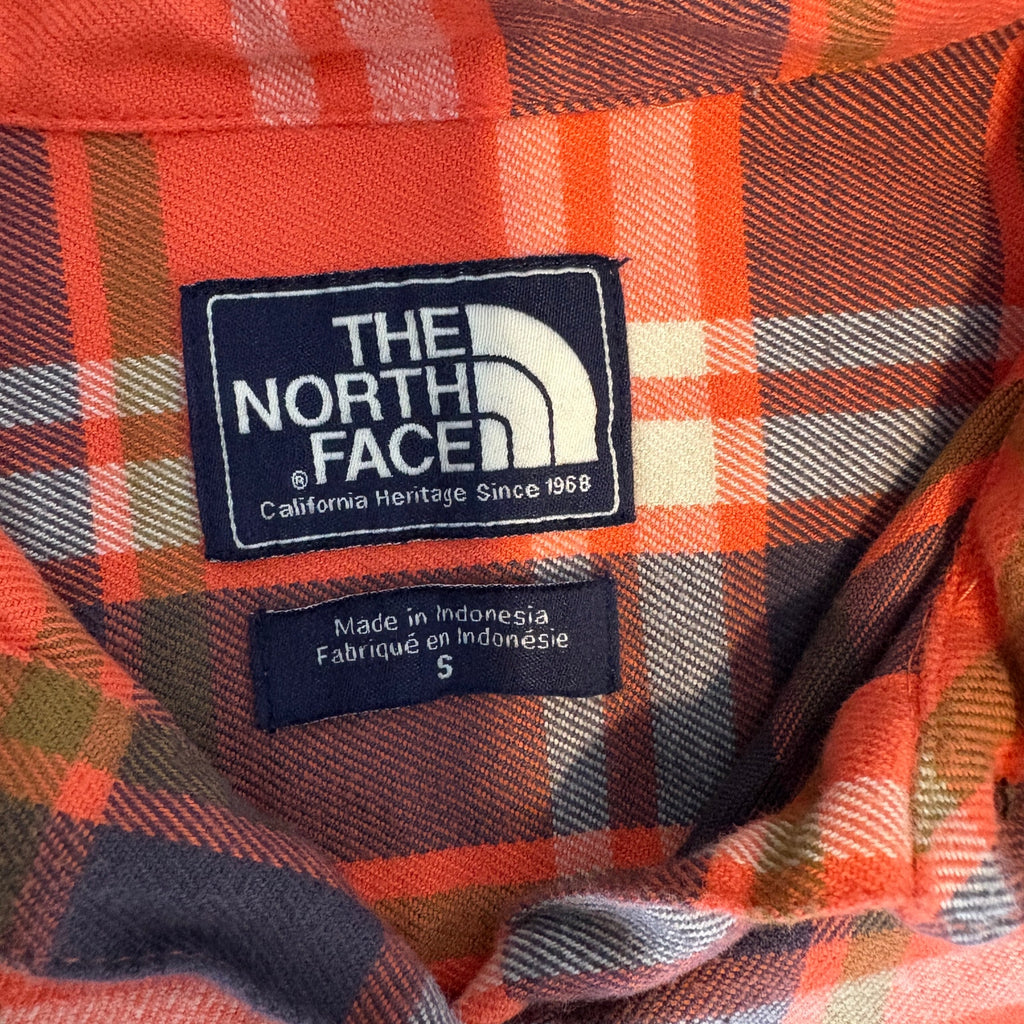 THE
NORTH
FACE
®
California Heritage Since 1968
Made in Indonesia
Fabriqué en Indonésie
S